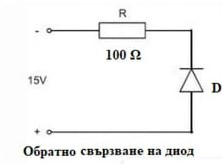 R
-
100 Ω
15V
D
+
Обратно свързване на диод